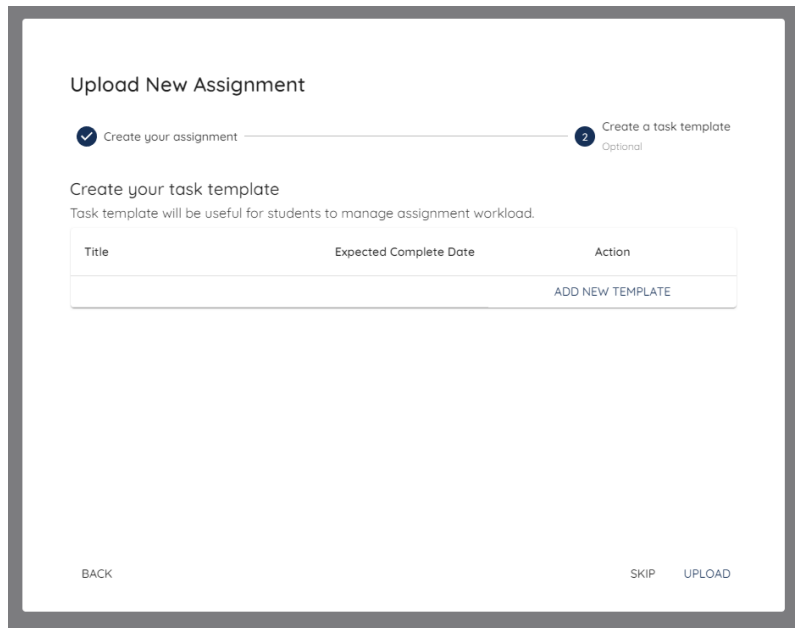 Upload New Assignment
Create your assignment
2
Create a task template
Optional
Create your task template
Task template will be useful for students to manage assignment workload.
Title Expected Complete Date Action
ADD NEW TEMPLATE
BACK SKIP UPLOAD